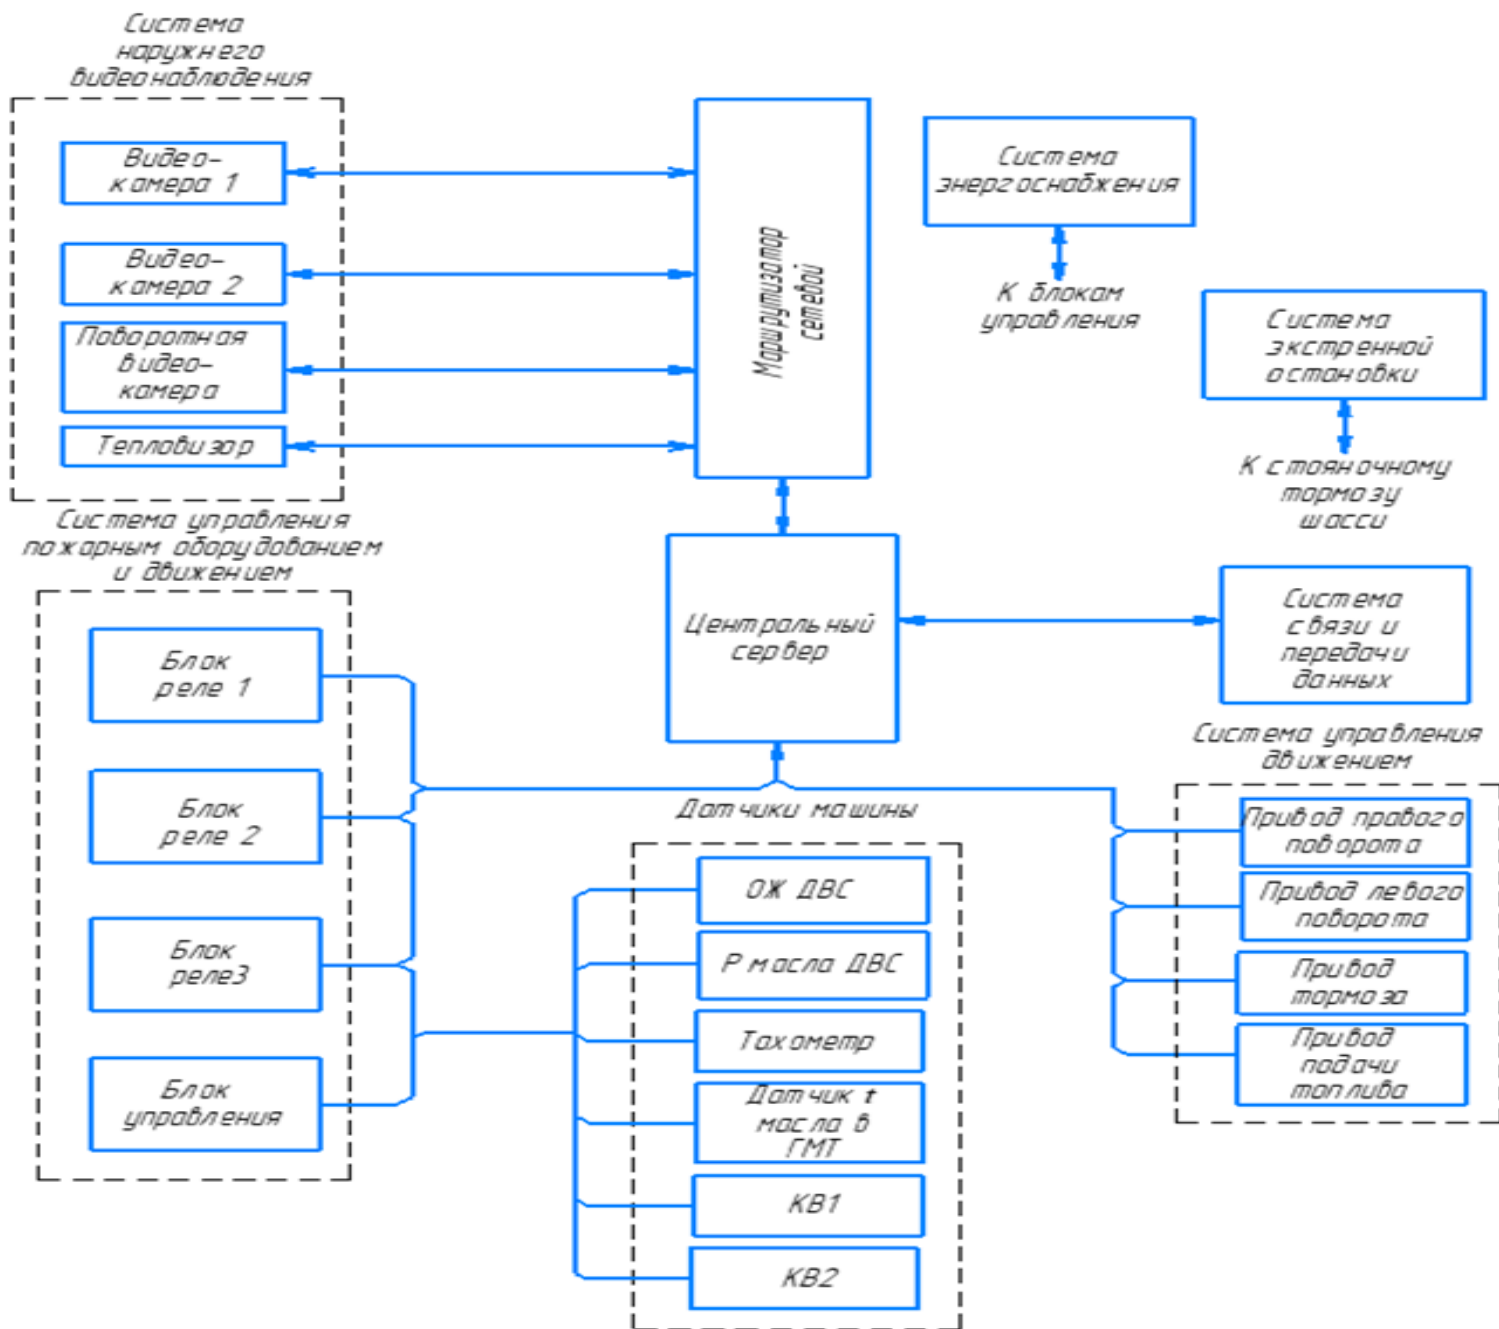 Система
наружнего
видеонаблюдения
Видео-
камера 1
Видео-
камера 2
Поворотная
видео-
камера
Тепловизор
Маршрутизатор
сетевой
Система
энергоснабжения
К блокам
управления
Система
экстренной
остановки
К стояночному
тормозу
шасси
Система управления
пожарным оборудованием
и движением
Блок
реле 1
Блок
реле 2
Блок
реле3
Блок
управления
Центральный
сервер
Система
связи и
передачи
данных
Датчики машины
ОЖ ДВС
Р масла ДВС
Тахометр
Датчик t
масла в
ГМТ
КВ1
КВ2
Система управления
движением
Привод правого
поворота
Привод левого
поворота
Привод
тормоза
Привод
подачи
топлива